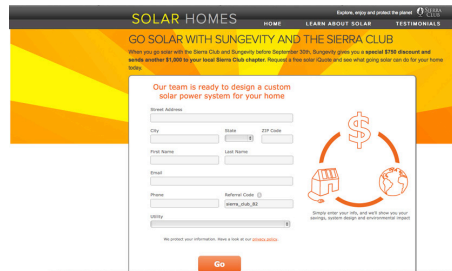 SOLAR HOMES
Explore, enjoy and protect the planet
SIERRA
CLUB
HOME
LEARN ABOUT SOLAR
TESTIMONIALS
GO SOLAR WITH SUNGEVITY AND THE SIERRA CLUB
When you go solar with the Sierra Club and Sungevity before September 30th, Sungevity gives you a special $750 discount and
sends another $1,000 to your local Sierra Club chapter. Request a free solar iQuote and see what going solar can do for your home
today.
Our team is ready to design a custom
solar power system for your home
Street Address
City
State
ZIP Code
First Name
Last Name
Email
Phone
Referral Code
sierra_club_82
Utility
We protect your information. Have a look at our privacy policy.
Go
$
Simply enter your info, and we'll show you your
savings, system design and environmental impact